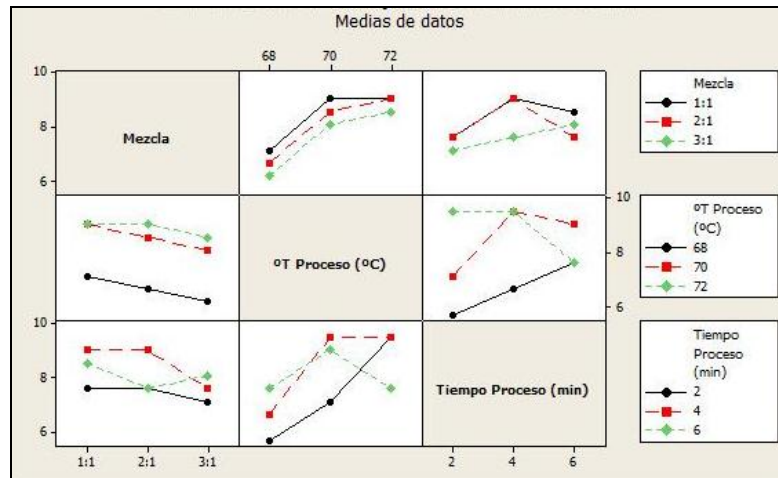 Medias de datos
68 70 72
10
8
6
Mezcla
Mezcla
1:1
2:1
3:1
ºT Proceso (ºC)
10
8
6
ºT Proceso
(ºC)
68
70
72
10
8
6
Tiempo Proceso (min)
Tiempo
Proceso
(min)
2
4
6
1:1 2:1 3:1
2 4 6